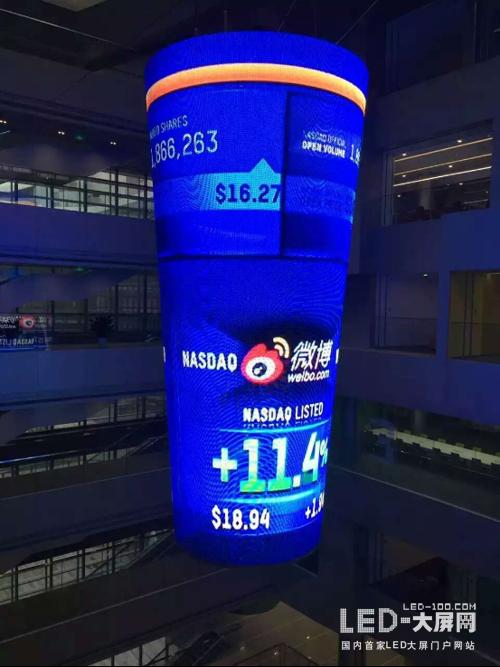 SHARES
1,866,263
NASDAQ OFFICIAL
OPEN VOLUME
$16.27
NASDAQ
微博
weibo.com
NASDAQ LISTED
+11.4%
$18.94
LED-100.COM
LED-大屏网
国内首家LED大屏门户网站